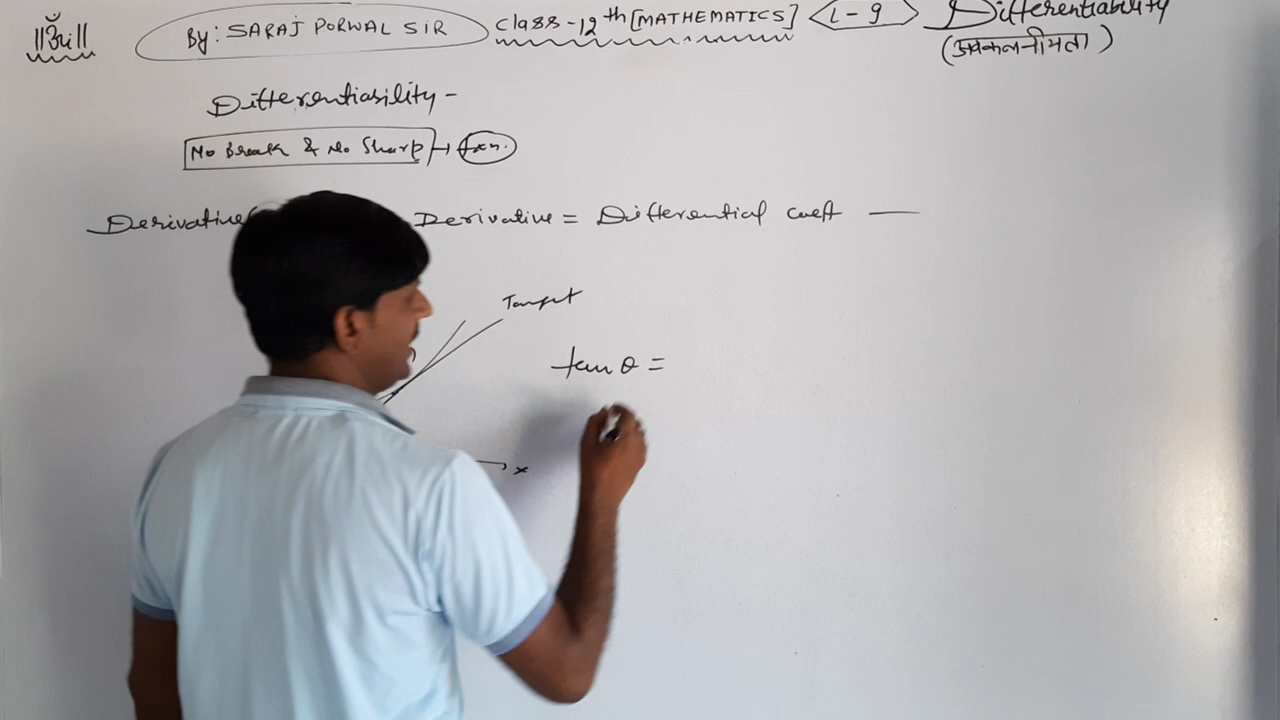 ॥ॐ॥ By: SARAJ PORWAL SIR Class-12th [MATHEMATICS] L-9 Differentiability
(अवकलनीयता)
Differentiability -
No Break & No Sharp → fxn.
Derivative Derivative = Differential coeff —
Tangent
tan θ =
x